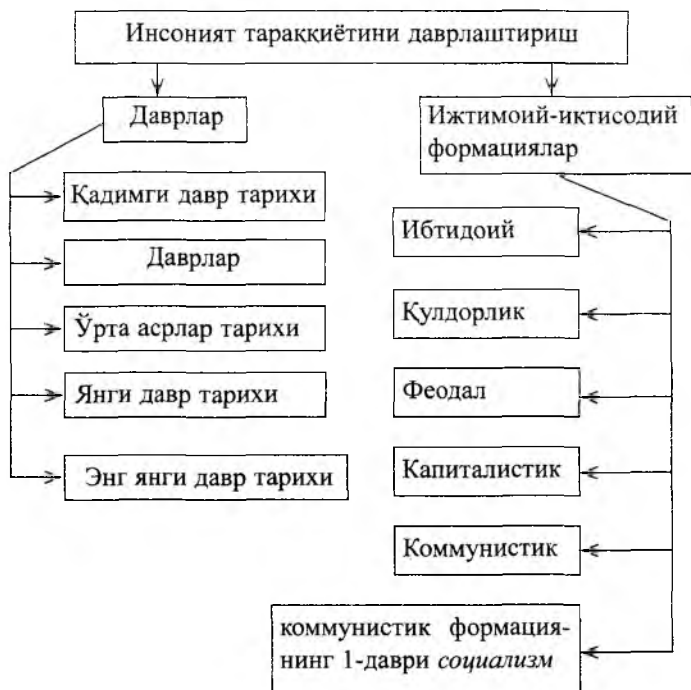 Инсоният тараққиётини даврлаштириш
Даврлар
Қадимги давр тарихи
Даврлар
Ўрта асрлар тарихи
Янги давр тарихи
Энг янги давр тарихи
Ижтимоий-иқтисодий
формациялар
Ибтидоий
Қулдорлик
Феодал
Капиталистик
Коммунистик
коммунистик формация-
нинг 1-даври социализм